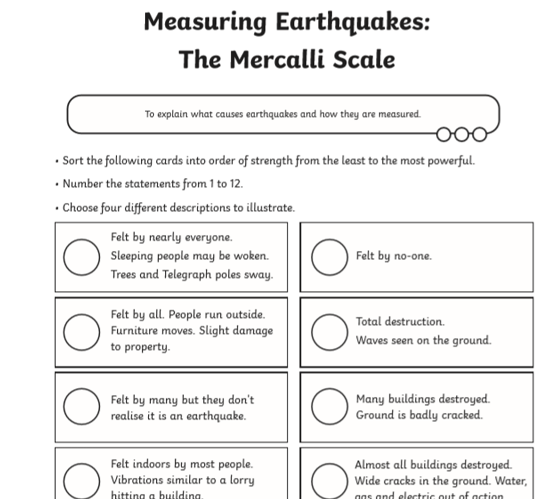 Measuring Earthquakes:
The Mercalli Scale
To explain what causes earthquakes and how they are measured.
• Sort the following cards into order of strength from the least to the most powerful.
• Number the statements from 1 to 12.
• Choose four different descriptions to illustrate.
Felt by nearly everyone.
Sleeping people may be woken.
Trees and Telegraph poles sway.
Felt by no-one.
Felt by all. People run outside.
Furniture moves. Slight damage
to property.
Total destruction.
Waves seen on the ground.
Felt by many but they don't
realise it is an earthquake.
Many buildings destroyed.
Ground is badly cracked.
Felt indoors by most people.
Vibrations similar to a lorry
hitting a building.
Almost all buildings destroyed.
Wide cracks in the ground. Water,
gas and electric out of action.